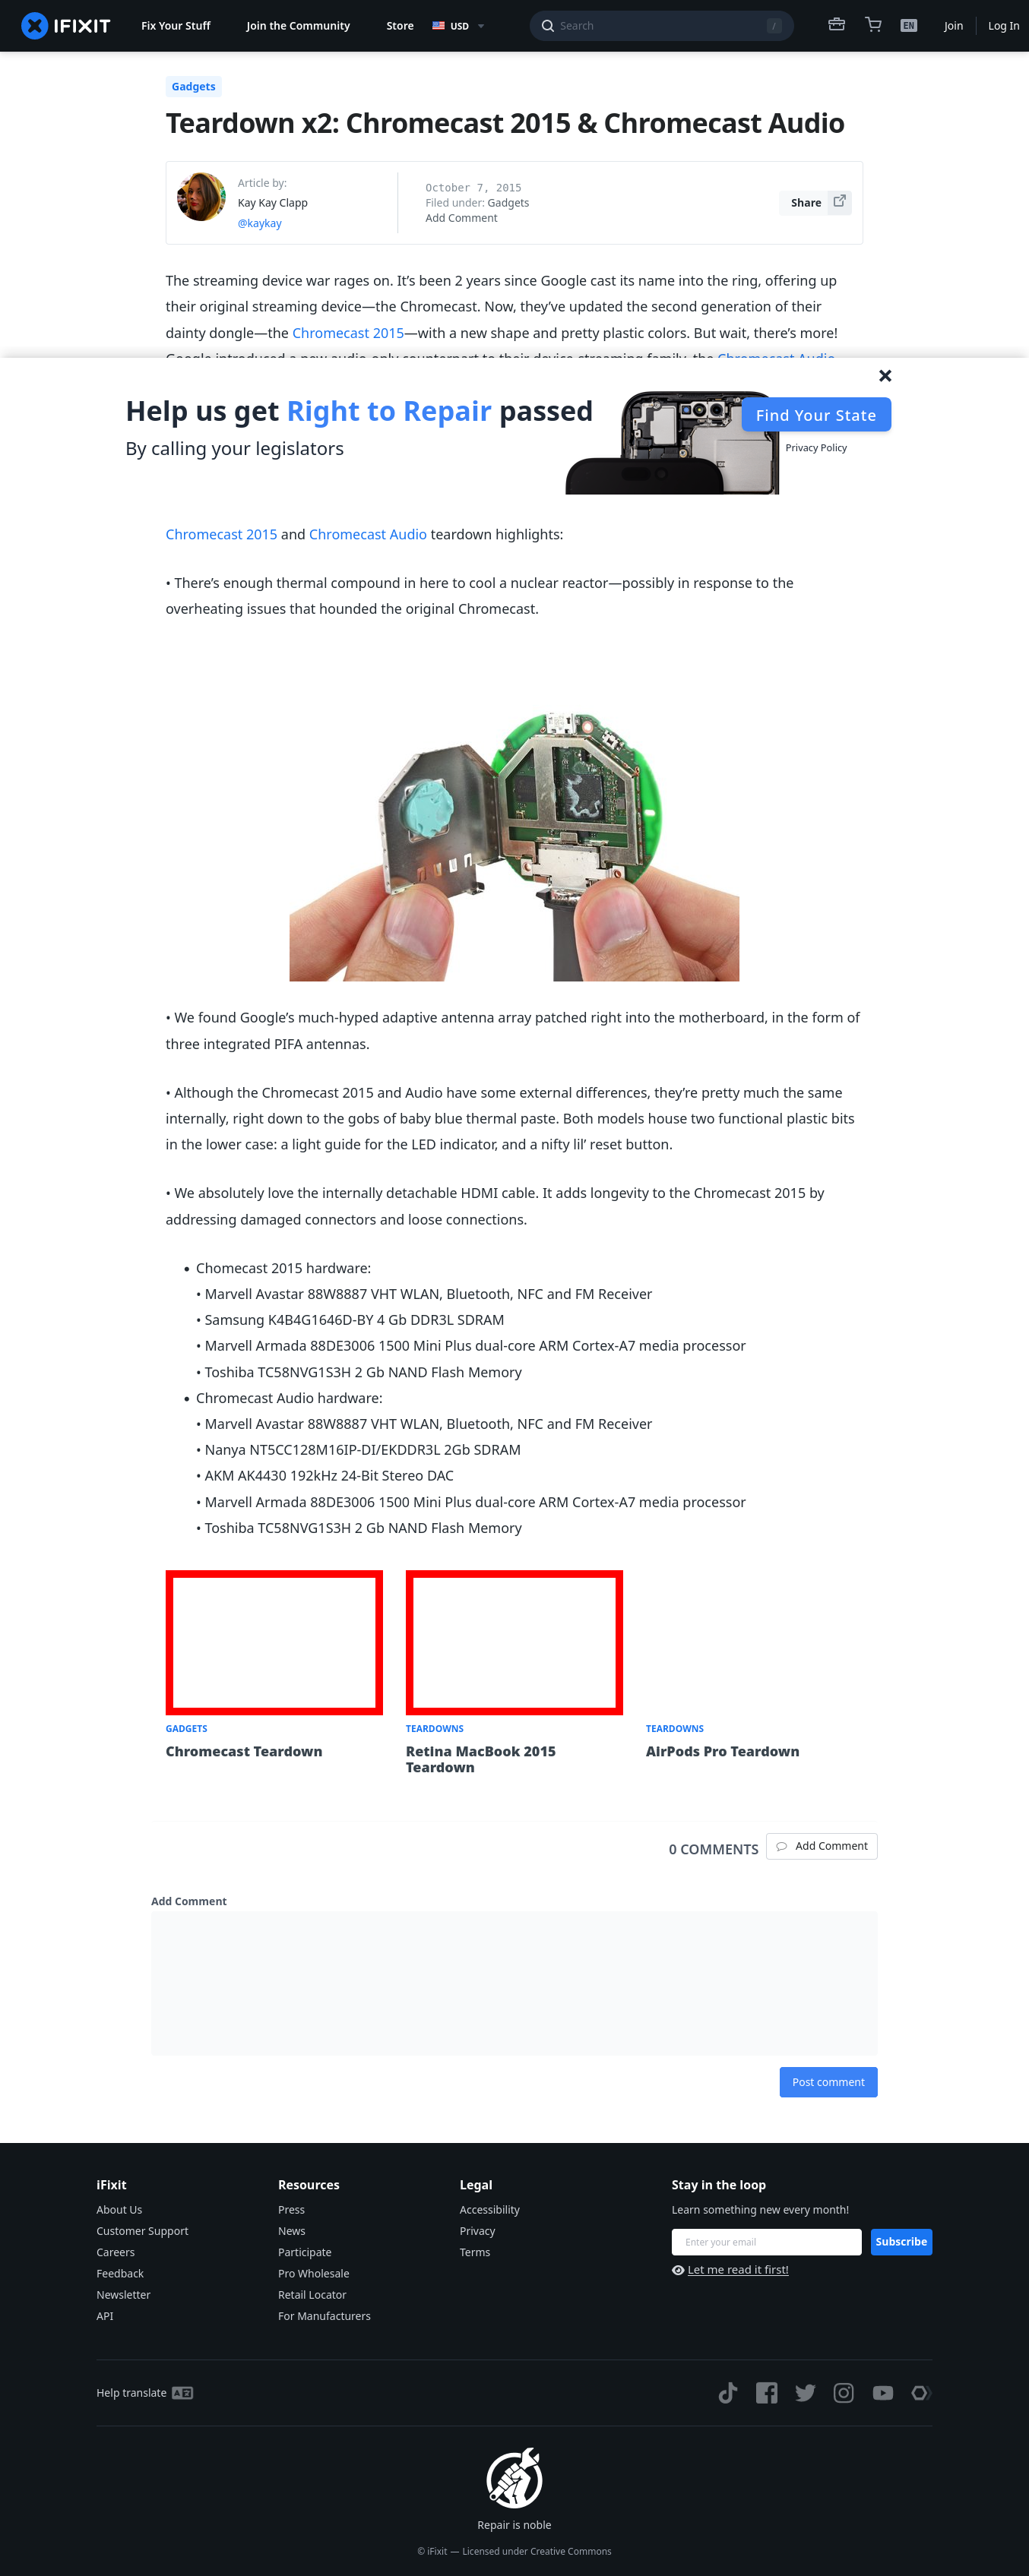 IFIXIT
Fix Your Stuff
Join the Community
Store
USD
Search
/
EN
Join
Log In
Gadgets
Teardown x2: Chromecast 2015 & Chromecast Audio
Article by:
Kay Kay Clapp
@kaykay
October 7, 2015
Filed under: Gadgets
Add Comment
Share
The streaming device war rages on. It’s been 2 years since Google cast its name into the ring, offering up
their original streaming device—the Chromecast. Now, they’ve updated the second generation of their
dainty dongle—the Chromecast 2015—with a new shape and pretty plastic colors. But wait, there’s more!
Google introduced a new audio-only counterpart to their device streaming family, the Chromecast Audio.
Help us get Right to Repair passed
By calling your legislators
Find Your State
Privacy Policy
Chromecast 2015 and Chromecast Audio teardown highlights:
• There’s enough thermal compound in here to cool a nuclear reactor—possibly in response to the
overheating issues that hounded the original Chromecast.
• We found Google’s much-hyped adaptive antenna array patched right into the motherboard, in the form of
three integrated PIFA antennas.
• Although the Chromecast 2015 and Audio have some external differences, they’re pretty much the same
internally, right down to the gobs of baby blue thermal paste. Both models house two functional plastic bits
in the lower case: a light guide for the LED indicator, and a nifty lil’ reset button.
• We absolutely love the internally detachable HDMI cable. It adds longevity to the Chromecast 2015 by
addressing damaged connectors and loose connections.
• Chomecast 2015 hardware:
• Marvell Avastar 88W8887 VHT WLAN, Bluetooth, NFC and FM Receiver
• Samsung K4B4G1646D-BY 4 Gb DDR3L SDRAM
• Marvell Armada 88DE3006 1500 Mini Plus dual-core ARM Cortex-A7 media processor
• Toshiba TC58NVG1S3H 2 Gb NAND Flash Memory
• Chromecast Audio hardware:
• Marvell Avastar 88W8887 VHT WLAN, Bluetooth, NFC and FM Receiver
• Nanya NT5CC128M16IP-DI/EKDDR3L 2Gb SDRAM
• AKM AK4430 192kHz 24-Bit Stereo DAC
• Marvell Armada 88DE3006 1500 Mini Plus dual-core ARM Cortex-A7 media processor
• Toshiba TC58NVG1S3H 2 Gb NAND Flash Memory
GADGETS
Chromecast Teardown
TEARDOWNS
Retina MacBook 2015
Teardown
TEARDOWNS
AirPods Pro Teardown
0 COMMENTS
Add Comment
Add Comment
Post comment
iFixit
About Us
Customer Support
Careers
Feedback
Newsletter
API
Resources
Press
News
Participate
Pro Wholesale
Retail Locator
For Manufacturers
Legal
Accessibility
Privacy
Terms
Stay in the loop
Learn something new every month!
Enter your email
Subscribe
Let me read it first!
Help translate
Repair is noble
© iFixit — Licensed under Creative Commons